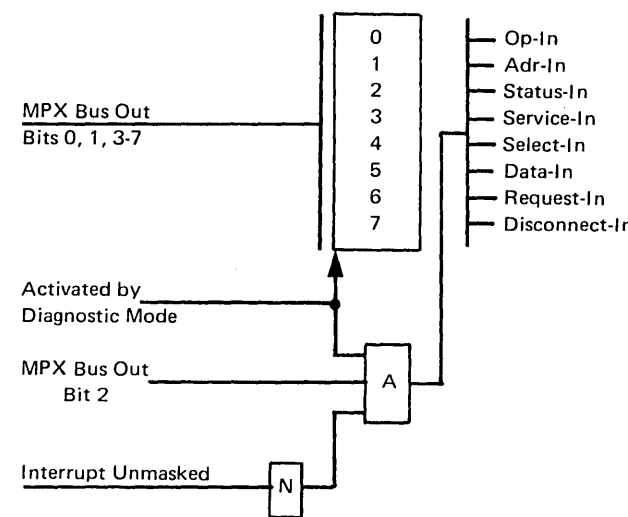 MPX Bus Out
Bits 0, 1, 3-7
0
1
2
3
4
5
6
7
Op-In
Adr-In
Status-In
Service-In
Select-In
Data-In
Request-In
Disconnect-In
Activated by
Diagnostic Mode
MPX Bus Out
Bit 2
A
Interrupt Unmasked
N